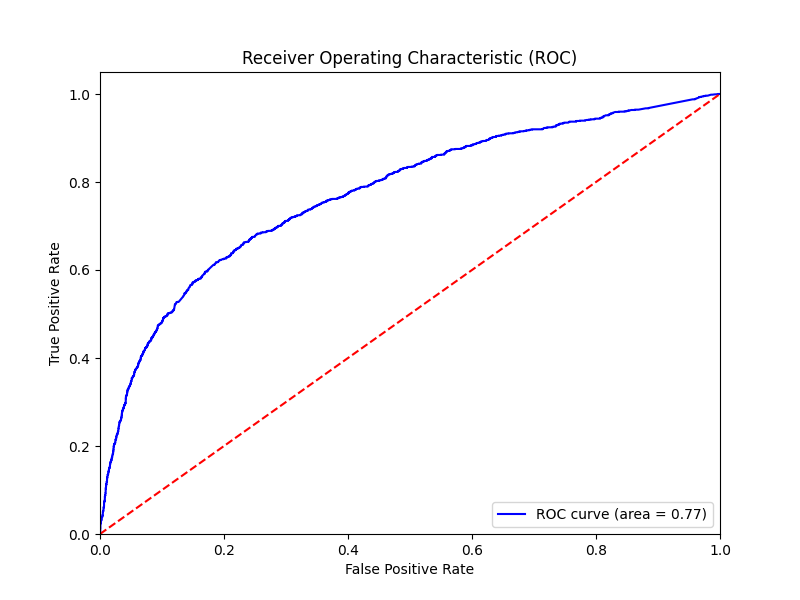 Receiver Operating Characteristic (ROC)
True Positive Rate
1.0
0.8
0.6
0.4
0.2
0.0
ROC curve (area = 0.77)
0.0 0.2 0.4 0.6 0.8 1.0
False Positive Rate